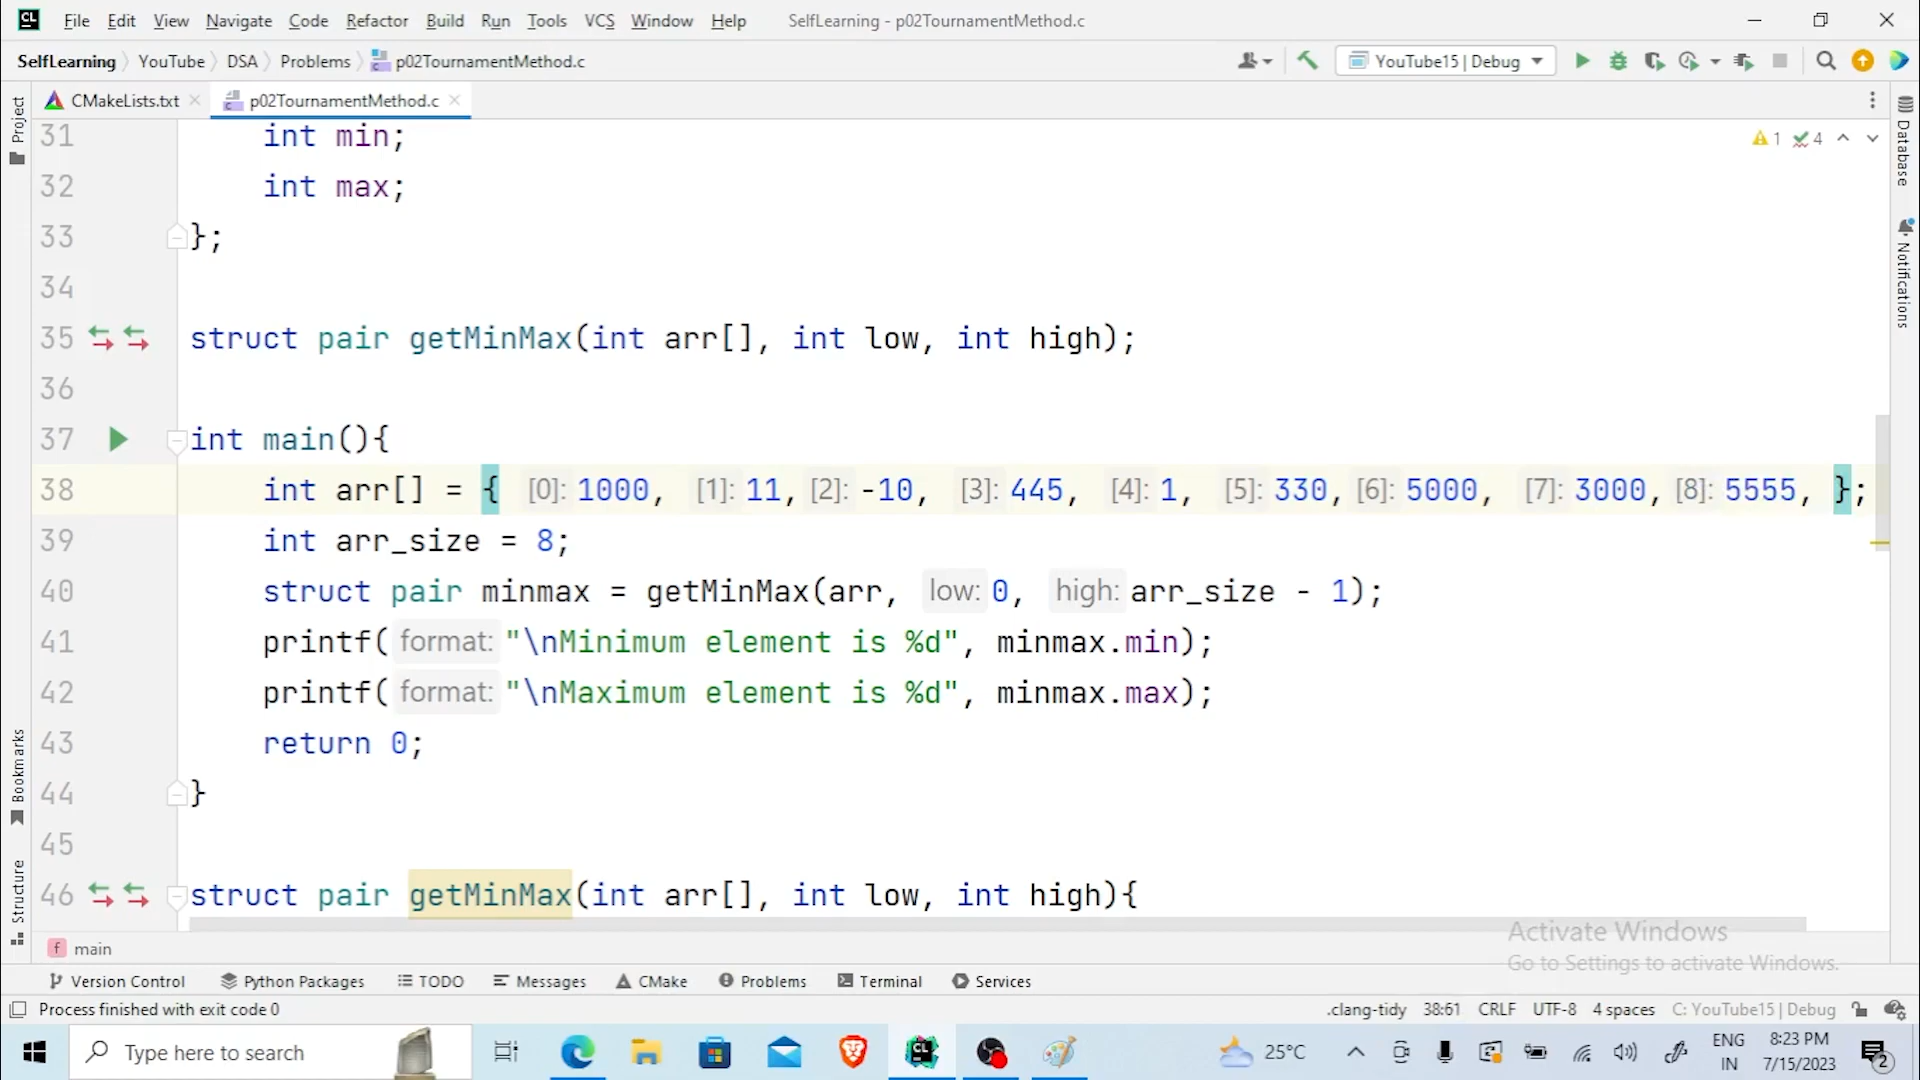 CL File Edit View Navigate Code Refactor Build Run Tools VCS Window Help SelfLearning - p02TournamentMethod.c
SelfLearning YouTube DSA Problems p02TournamentMethod.c YouTube15 | Debug
CMakeLists.txt p02TournamentMethod.c
Project
Bookmarks
Structure
Database
Notifications
1 4
31 int min;
32 int max;
33 };
34
35 struct pair getMinMax(int arr[], int low, int high);
36
37 int main(){
38 int arr[] = { [0]: 1000, [1]: 11, [2]: -10, [3]: 445, [4]: 1, [5]: 330, [6]: 5000, [7]: 3000, [8]: 5555, };
39 int arr_size = 8;
40 struct pair minmax = getMinMax(arr, low: 0, high: arr_size - 1);
41 printf( format: "\nMinimum element is %d", minmax.min);
42 printf( format: "\nMaximum element is %d", minmax.max);
43 return 0;
44 }
45
46 struct pair getMinMax(int arr[], int low, int high){
Activate Windows
Go to Settings to activate Windows.
f main
Version Control Python Packages TODO Messages CMake Problems Terminal Services
Process finished with exit code 0 .clang-tidy 38:61 CRLF UTF-8 4 spaces C: YouTube15 | Debug
Type here to search 25°C ENG IN 8:23 PM 7/15/2023 2